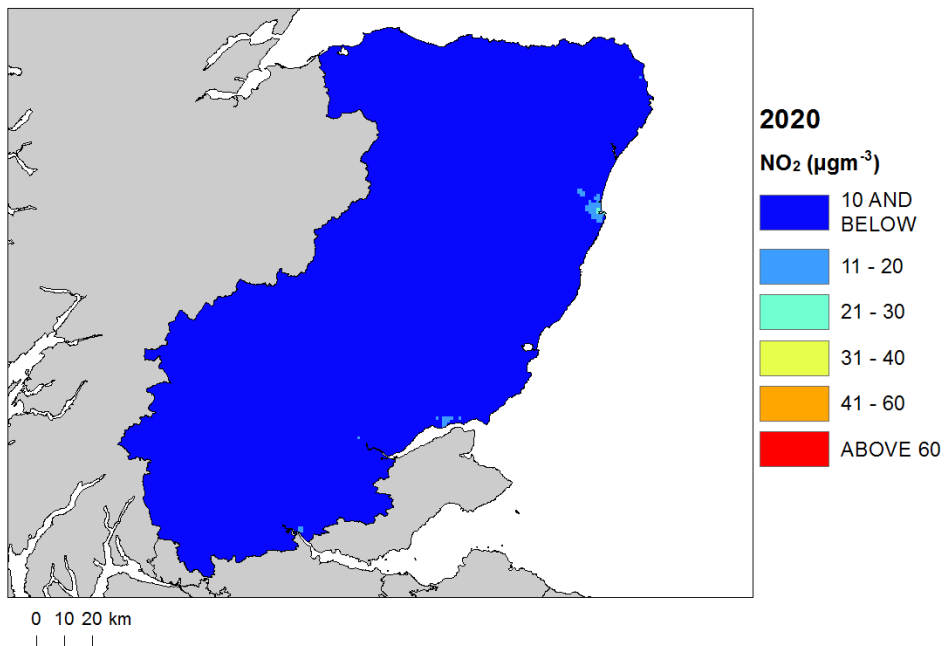 2020
NO₂ (µgm⁻³)
10 AND
BELOW
11 - 20
21 - 30
31 - 40
41 - 60
ABOVE 60
0 10 20 km